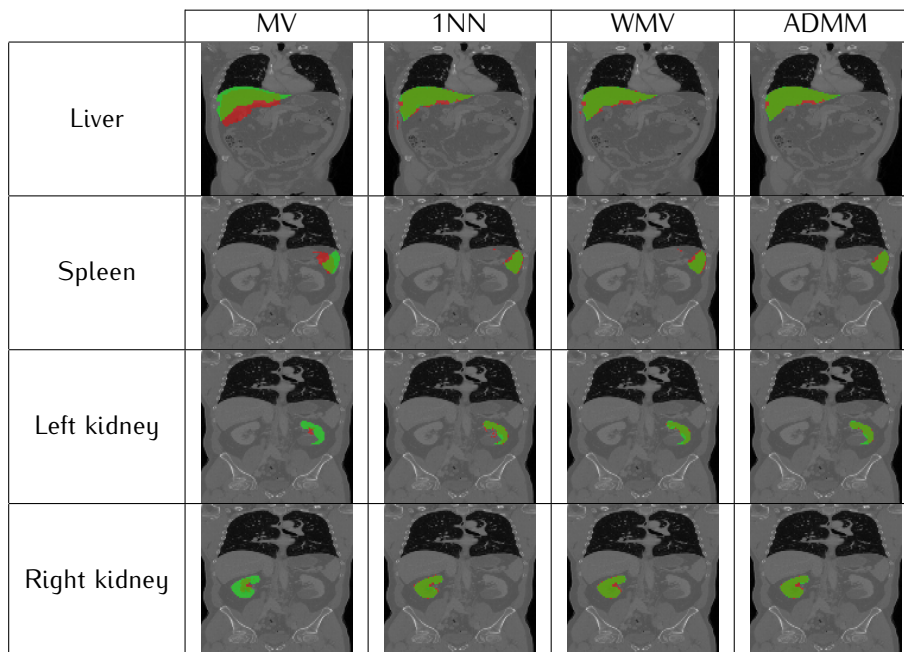 MV 1NN WMV ADMM
Liver
Spleen
Left kidney
Right kidney